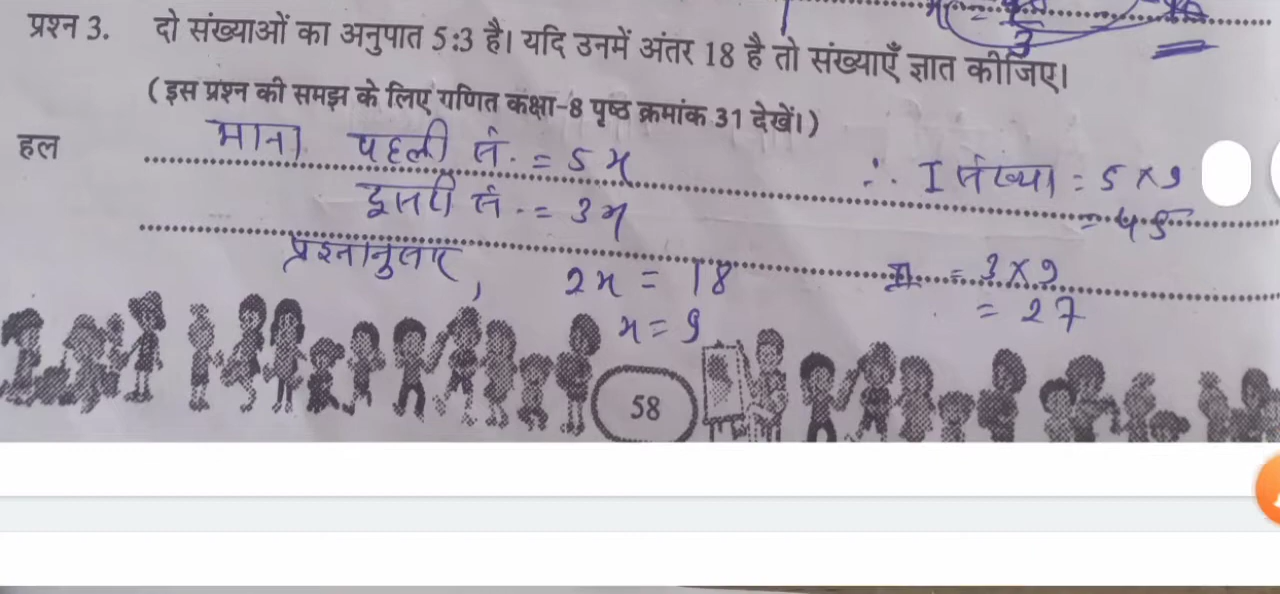 प्रश्न 3. दो संख्याओं का अनुपात 5:3 है। यदि उनमें अंतर 18 है तो संख्याएँ ज्ञात कीजिए।
(इस प्रश्न की समझ के लिए गणित कक्षा-8 पृष्ठ क्रमांक 31 देखें।)
हल
माना पहली सं. = 5x
दूसरी सं. = 3x
प्रश्नानुसार,
2x = 18
x = 9
∴ I संख्या = 5 × 9
= 45
II = 3 × 9
= 27
58